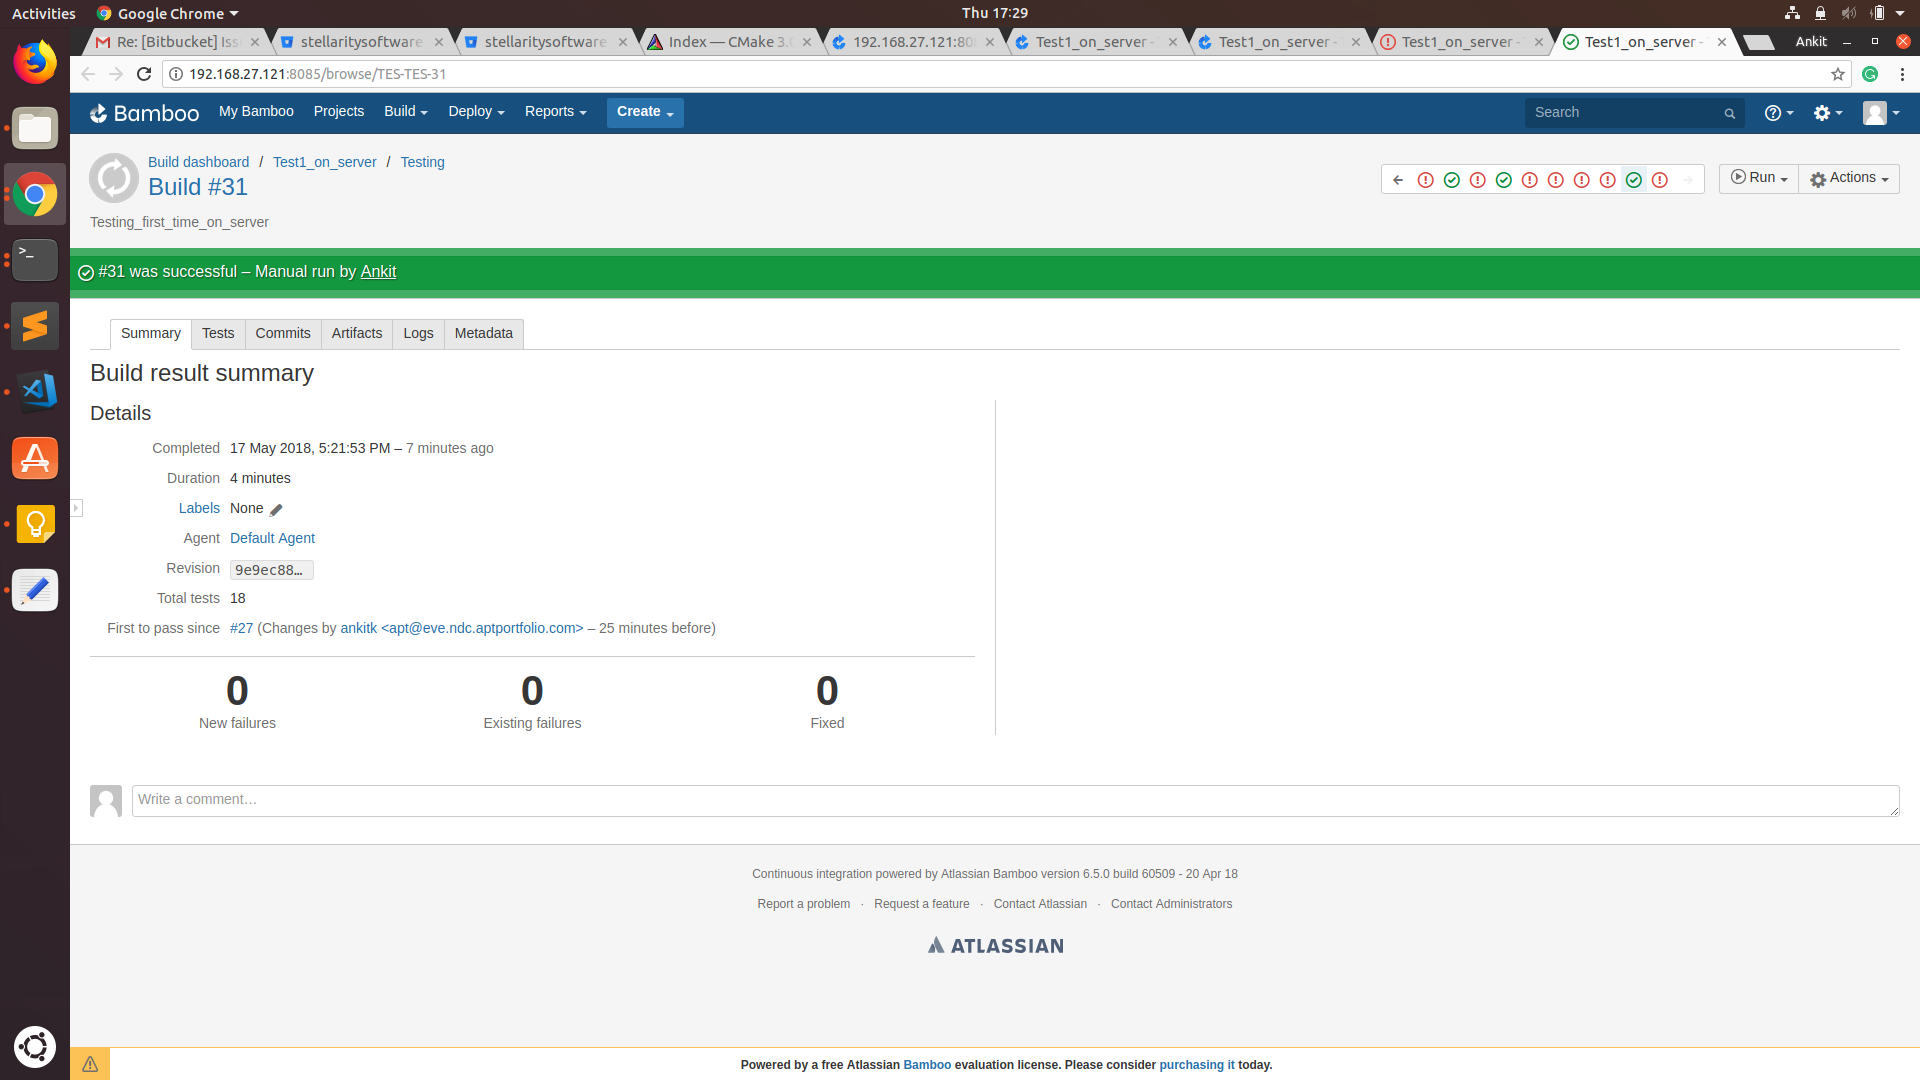 Activities Google Chrome Thu 17:29
Re: [Bitbucket] Iss stellaritysoftware stellaritysoftware Index — CMake 3. 192.168.27.121:80 Test1_on_server - Test1_on_server - Test1_on_server - Test1_on_server - Ankit
192.168.27.121:8085/browse/TES-TES-31
Bamboo My Bamboo Projects Build Deploy Reports Create Search
Build dashboard / Test1_on_server / Testing
Build #31
Run Actions
Testing_first_time_on_server
#31 was successful – Manual run by Ankit
Summary Tests Commits Artifacts Logs Metadata
Build result summary
Details
Completed 17 May 2018, 5:21:53 PM – 7 minutes ago
Duration 4 minutes
Labels None
Agent Default Agent
Revision 9e9ec88…
Total tests 18
First to pass since #27 (Changes by ankitk <apt@eve.ndc.aptportfolio.com> – 25 minutes before)
0 0 0
New failures Existing failures Fixed
Write a comment…
Continuous integration powered by Atlassian Bamboo version 6.5.0 build 60509 - 20 Apr 18
Report a problem · Request a feature · Contact Atlassian · Contact Administrators
ATLASSIAN
Powered by a free Atlassian Bamboo evaluation license. Please consider purchasing it today.